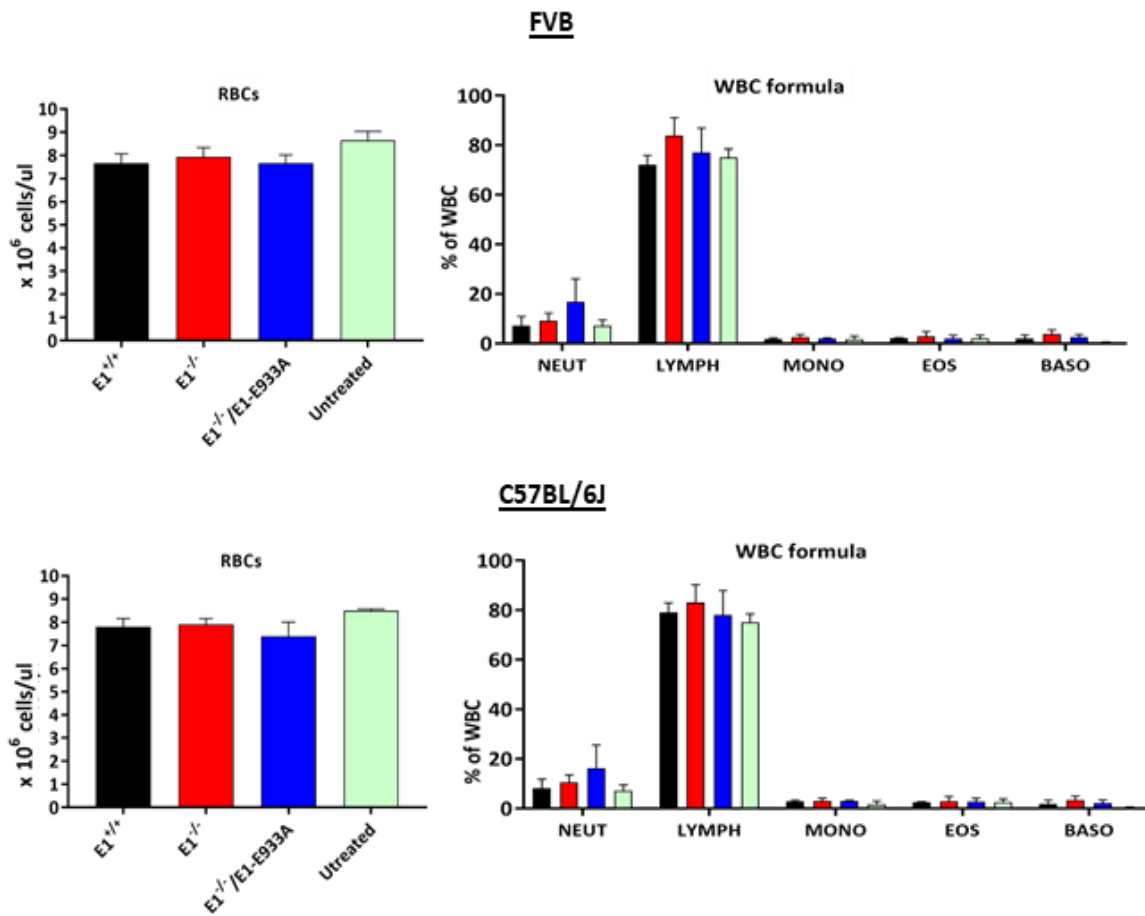 FVB
RBCs
10
9
8
7
6
5
4
3
2
1
0
x 10⁶ cells/ul
E1⁺/⁺
E1⁻/⁻
E1⁻/⁻/E1-E933A
Untreated
WBC formula
100
80
60
40
20
0
% of WBC
NEUT LYMPH MONO EOS BASO
C57BL/6J
RBCs
10
9
8
7
6
5
4
3
2
1
0
x 10⁶ cells/ul
E1⁺/⁺
E1⁻/⁻
E1⁻/⁻/E1-E933A
Utreated
WBC formula
100
80
60
40
20
0
% of WBC
NEUT LYMPH MONO EOS BASO